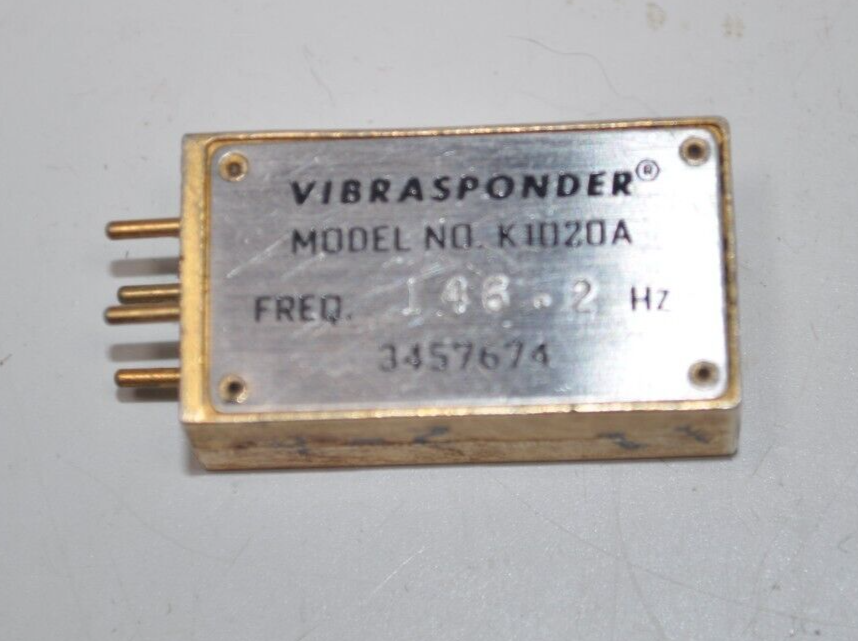 VIBRASPONDER®
MODEL NO. K1020A
FREQ. 146.2 Hz
3457674